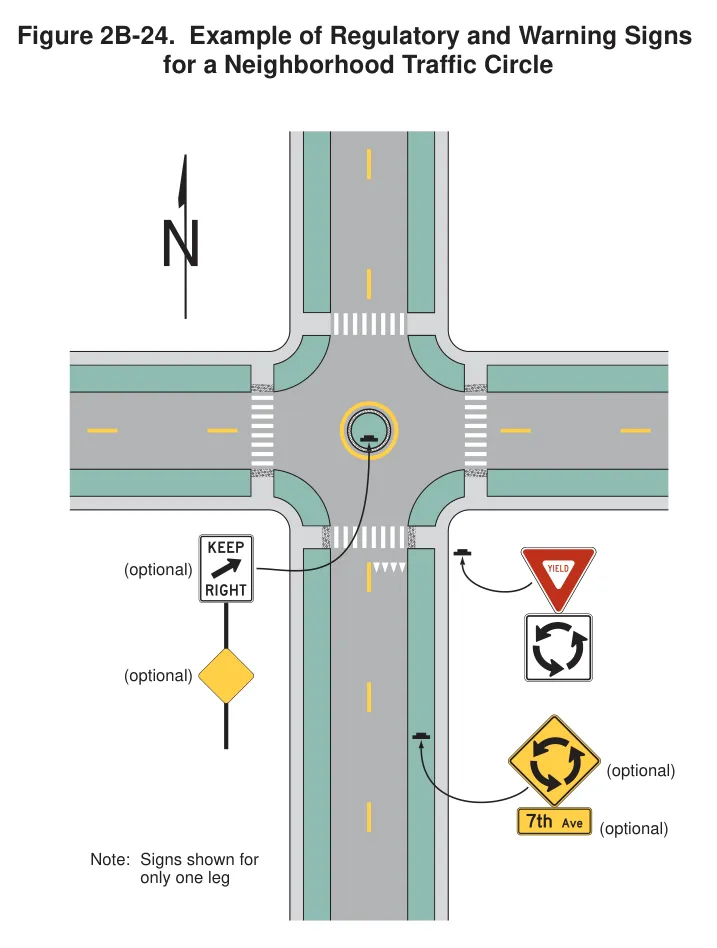 Figure 2B-24.  Example of Regulatory and Warning Signs
for a Neighborhood Traffic Circle
N
KEEP
RIGHT
(optional)
(optional)
YIELD
(optional)
7th Ave
(optional)
Note:  Signs shown for
only one leg